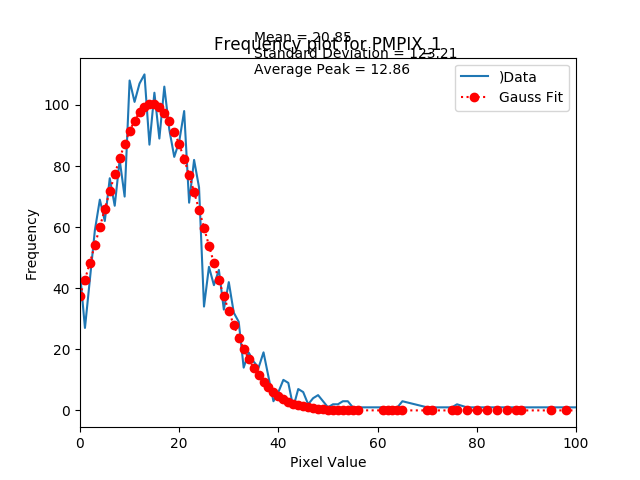 Mean = 20.85
Frequency plot for PMPIX_1
Standard Deviation = 123.21
Average Peak = 12.86
)Data
Gauss Fit
Frequency
100
80
60
40
20
0
0 20 40 60 80 100
Pixel Value